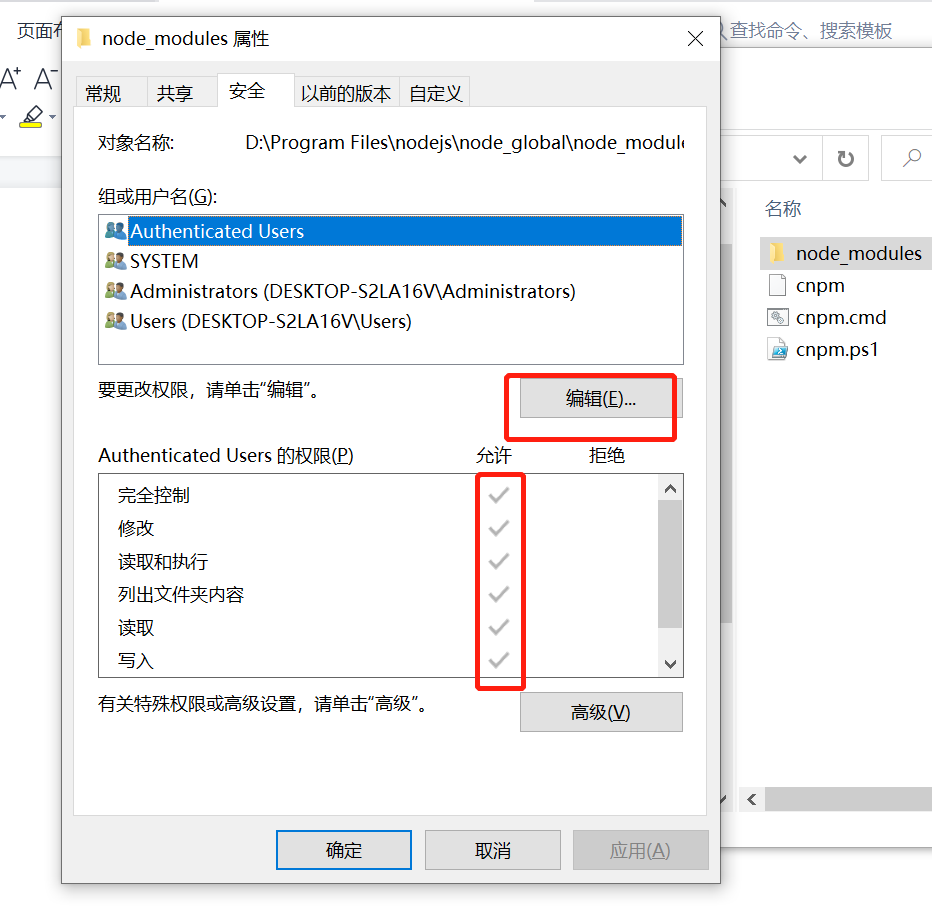 页面布
查找命令、搜索模板
A+ A-
node_modules 属性
常规 共享 安全 以前的版本 自定义
对象名称: D:\Program Files\nodejs\node_global\node_module
组或用户名(G):
Authenticated Users
SYSTEM
Administrators (DESKTOP-S2LA16V\Administrators)
Users (DESKTOP-S2LA16V\Users)
要更改权限，请单击“编辑”。
编辑(E)...
Authenticated Users 的权限(P) 允许 拒绝
完全控制
修改
读取和执行
列出文件夹内容
读取
写入
有关特殊权限或高级设置，请单击“高级”。
高级(V)
确定 取消 应用(A)
名称
node_modules
cnpm
cnpm.cmd
cnpm.ps1